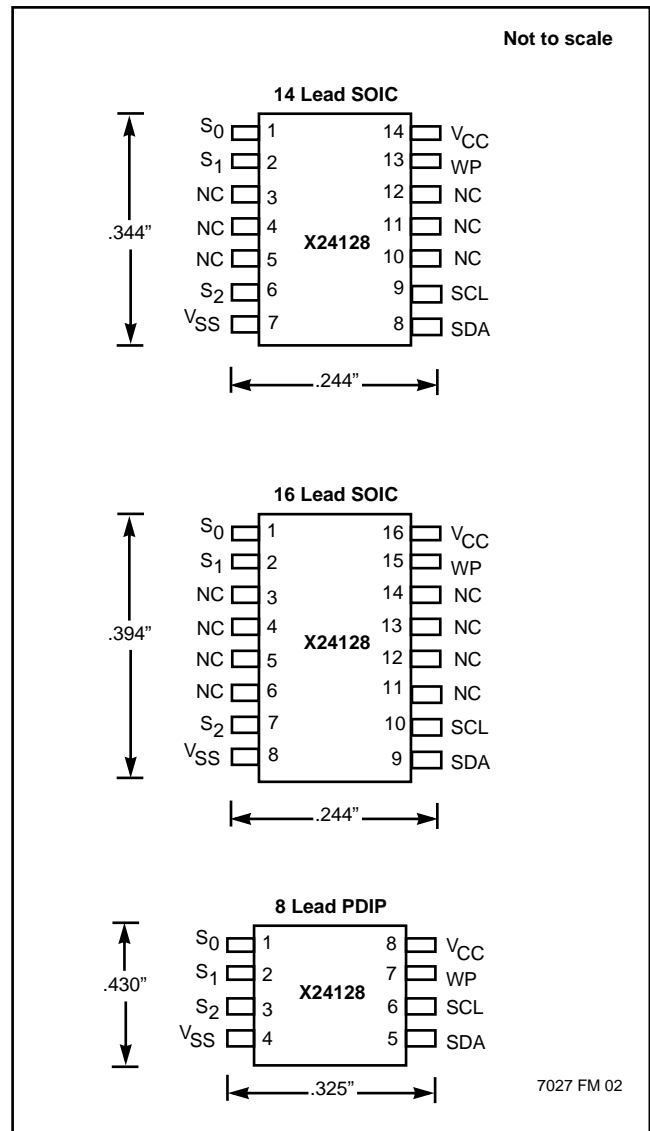 Not to scale
14 Lead SOIC
S0 1 14 VCC
S1 2 13 WP
NC 3 12 NC
NC 4 11 NC
.344” NC 5 X24128 10 NC
S2 6 9 SCL
VSS 7 8 SDA
.244”
16 Lead SOIC
S0 1 16 VCC
S1 2 15 WP
NC 3 14 NC
NC 4 13 NC
.394” NC 5 X24128 12 NC
NC 6 11 NC
S2 7 10 SCL
VSS 8 9 SDA
.244”
8 Lead PDIP
S0 1 8 VCC
S1 2 7 WP
.430” X24128
S2 3 6 SCL
VSS 4 5 SDA
.325”
7027 FM 02